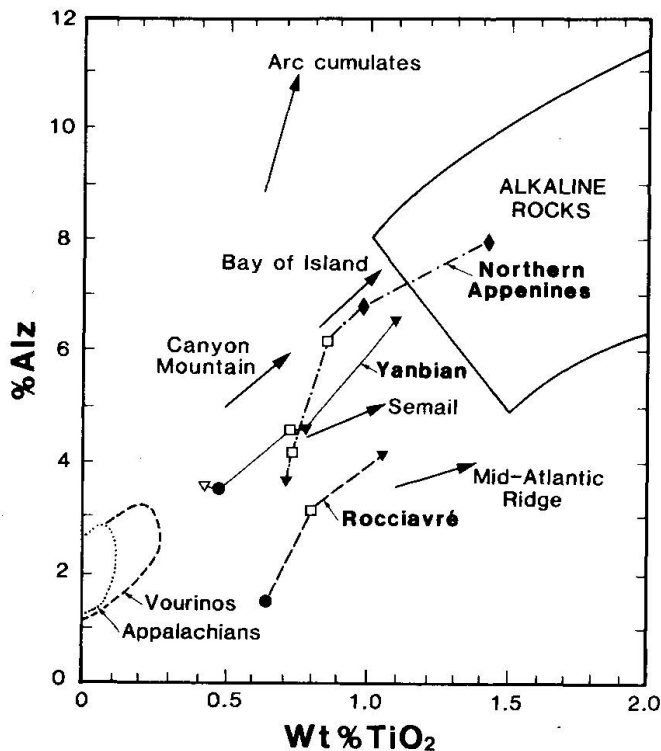 12
Arc cumulates
10
ALKALINE
ROCKS
8
Bay of Island
Northern
Appenines
%Alz
6
Canyon
Mountain
Yanbian
Semail
4
Mid-Atlantic
Ridge
Rocciavré
2
Vourinos
Appalachians
0
0 0.5 1.0 1.5 2.0
Wt%TiO2